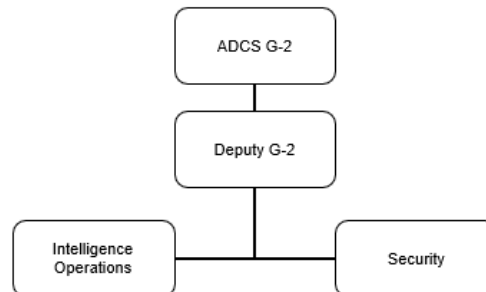 ADCS G-2
Deputy G-2
Intelligence
Operations
Security